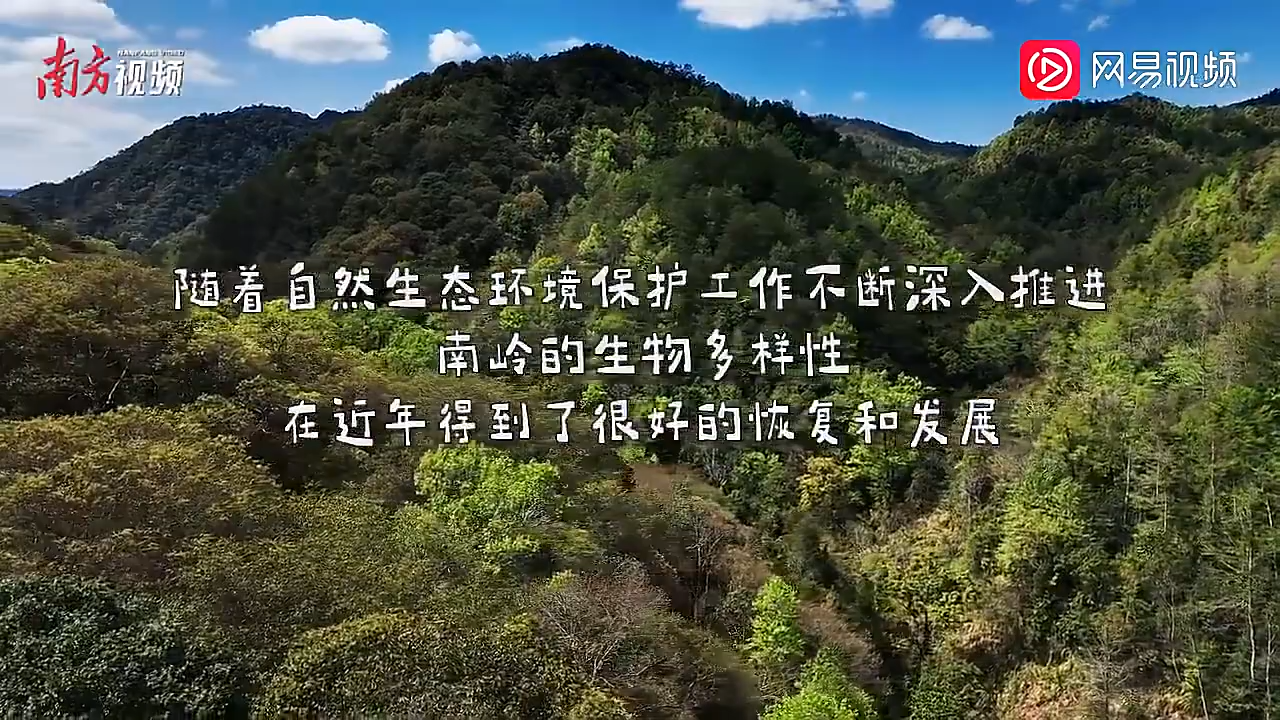 南方视频
NANFANG VIDEO
网易视频
随着自然生态环境保护工作不断深入推进
南岭的生物多样性
在近年得到了很好的恢复和发展